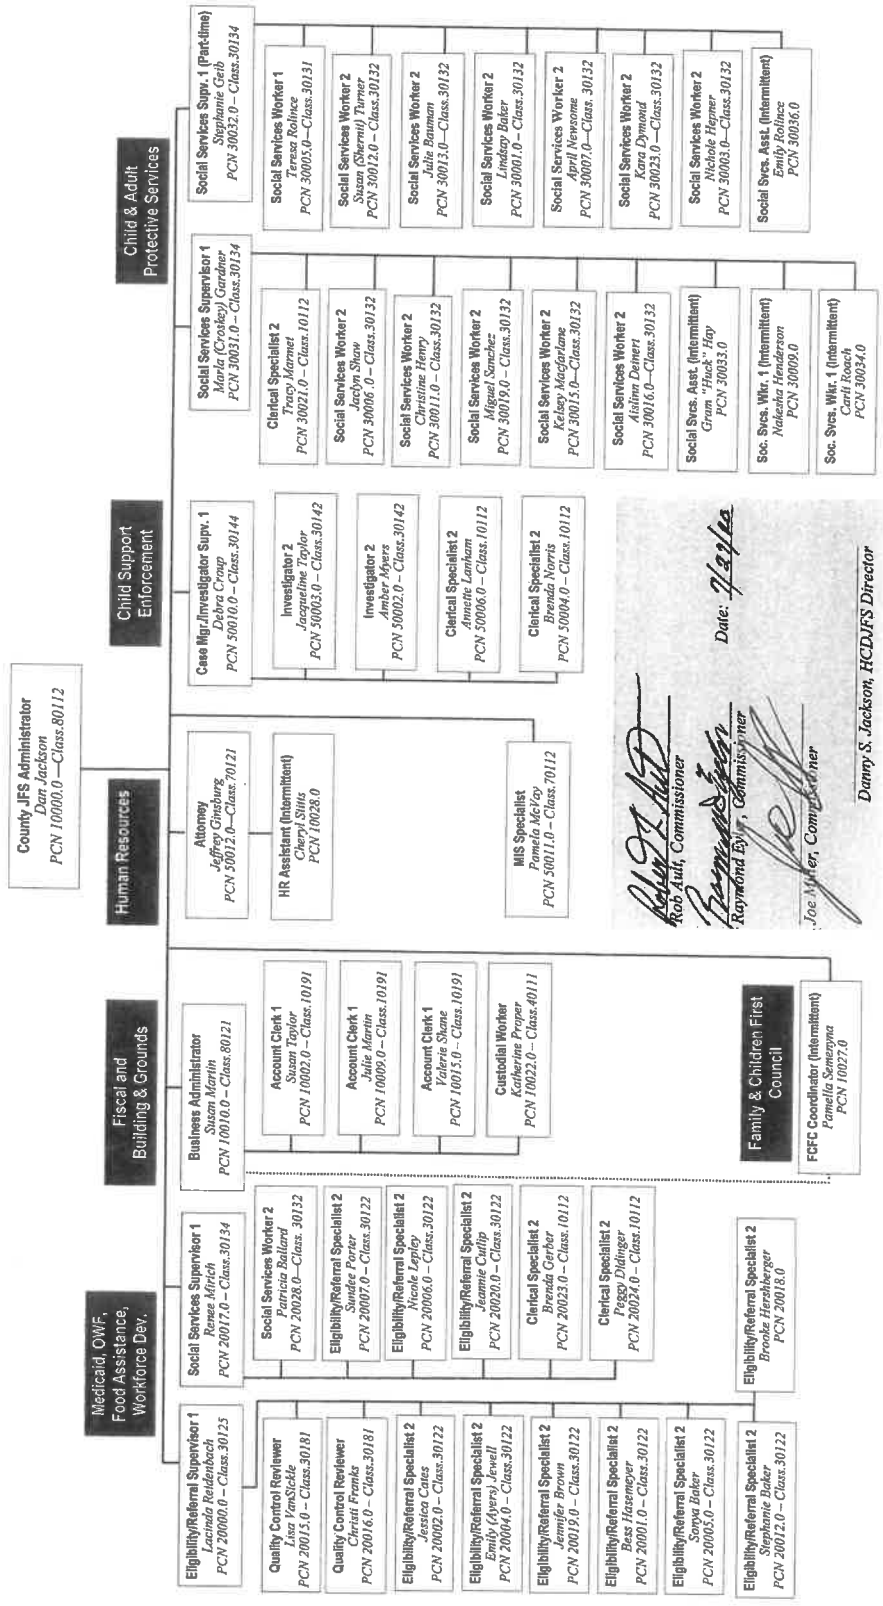 County JFS Administrator
Dan Jackson
PCN 10000.0 —Class.80112
Medicaid, OWF,
Food Assistance,
Workforce Dev.
Fiscal and
Building & Grounds
Human Resources
Child Support
Enforcement
Child & Adult
Protective Services
Eligibility/Referral Supervisor 1
Lacinda Reidenbach
PCN 20000.0 – Class.30125
Quality Control Reviewer
Lisa VanSickle
PCN 20015.0 – Class.30181
Quality Control Reviewer
Christi Franks
PCN 20016.0 – Class.30181
Eligibility/Referral Specialist 2
Jessica Cates
PCN 20002.0 – Class.30122
Eligibility/Referral Specialist 2
Emily (Ayers) Jewell
PCN 20004.0 – Class.30122
Eligibility/Referral Specialist 2
Jennifer Brown
PCN 20019.0 – Class.30122
Eligibility/Referral Specialist 2
Bess Hasemeyer
PCN 20001.0 – Class.30122
Eligibility/Referral Specialist 2
Sonya Baker
PCN 20005.0 – Class.30122
Eligibility/Referral Specialist 2
Stephanie Baker
PCN 20012.0 – Class.30122
Social Services Supervisor 1
Renee Mirich
PCN 20017.0 – Class.30134
Social Services Worker 2
Patricia Ballard
PCN 20028.0—Class. 30132
Eligibility/Referral Specialist 2
Sundee Porter
PCN 20007.0 – Class.30122
Eligibility/Referral Specialist 2
Nicole Lepley
PCN 20006.0 – Class.30122
Eligibility/Referral Specialist 2
Jeannie Cutlip
PCN 20020.0 – Class.30122
Clerical Specialist 2
Brenda Gerber
PCN 20023.0 – Class.10112
Clerical Specialist 2
Peggy Didinger
PCN 20024.0 – Class.10112
Eligibility/Referral Specialist 2
Brooke Hershberger
PCN 20018.0
Business Administrator
Susan Martin
PCN 10010.0 – Class.80121
Account Clerk 1
Susan Taylor
PCN 10002.0 – Class.10191
Account Clerk 1
Julie Martin
PCN 10009.0 – Class.10191
Account Clerk 1
Valerie Shane
PCN 10015.0 – Class.10191
Custodial Worker
Katherine Proper
PCN 10022.0 – Class.40111
Family & Children First
Council
FCFC Coordinator (Intermittent)
Pamella Semenyna
PCN 10027.0
Attorney
Jeffrey Ginsburg
PCN 50012.0—Class.70121
HR Assistant (Intermittent)
Cheryl Stitts
PCN 10028.0
MIS Specialist
Pamela McVay
PCN 50011.0 – Class.70112
Case Mgr./Investigator Supv. 1
Debra Croup
PCN 50010.0 – Class.30144
Investigator 2
Jacqueline Taylor
PCN 50003.0 – Class.30142
Investigator 2
Amber Myers
PCN 50002.0 – Class.30142
Clerical Specialist 2
Annette Lanham
PCN 50006.0 – Class.10112
Clerical Specialist 2
Brenda Norris
PCN 50004.0 – Class.10112
Social Services Supervisor 1
Marla (Croskey) Gardner
PCN 30031.0 – Class.30134
Clerical Specialist 2
Tracy Marmet
PCN 30021.0 – Class.10112
Social Services Worker 2
Jaclyn Shaw
PCN 30006 .0 – Class.30132
Social Services Worker 2
Christine Henry
PCN 30011.0 – Class.30132
Social Services Worker 2
Miguel Sanchez
PCN 30019.0 – Class.30132
Social Services Worker 2
Kelsey Macfarlane
PCN 30015.0—Class.30132
Social Services Worker 2
Aislinn Deinert
PCN 30016.0—Class.30132
Social Svcs. Asst. (Intermittent)
Gram "Huck" Hay
PCN 30033.0
Soc. Svcs. Wkr. 1 (Intermittent)
Nakesha Henderson
PCN 30009.0
Soc. Svcs. Wkr. 1 (Intermittent)
Carli Roach
PCN 30034.0
Social Services Supv. 1 (Part-time)
Stephanie Geib
PCN 30032.0 – Class.30134
Social Services Worker 1
Teresa Rolince
PCN 30005.0—Class.30131
Social Services Worker 2
Susan (Shernit) Turner
PCN 30012.0 – Class.30132
Social Services Worker 2
Julie Bauman
PCN 30013.0—Class.30132
Social Services Worker 2
Lindsay Baker
PCN 30001.0 – Class.30132
Social Services Worker 2
April Newsome
PCN 30007.0—Class. 30132
Social Services Worker 2
Kara Dymond
PCN 30023.0 – Class.30132
Social Services Worker 2
Nichole Hepner
PCN 30003.0—Class.30132
Social Svcs. Asst. (Intermittent)
Emily Rolince
PCN 30036.0
Rob Ault, Commissioner
Raymond Eyler, Commissioner
Date:
Joe Miller, Commissioner
Danny S. Jackson, HCDJFS Director